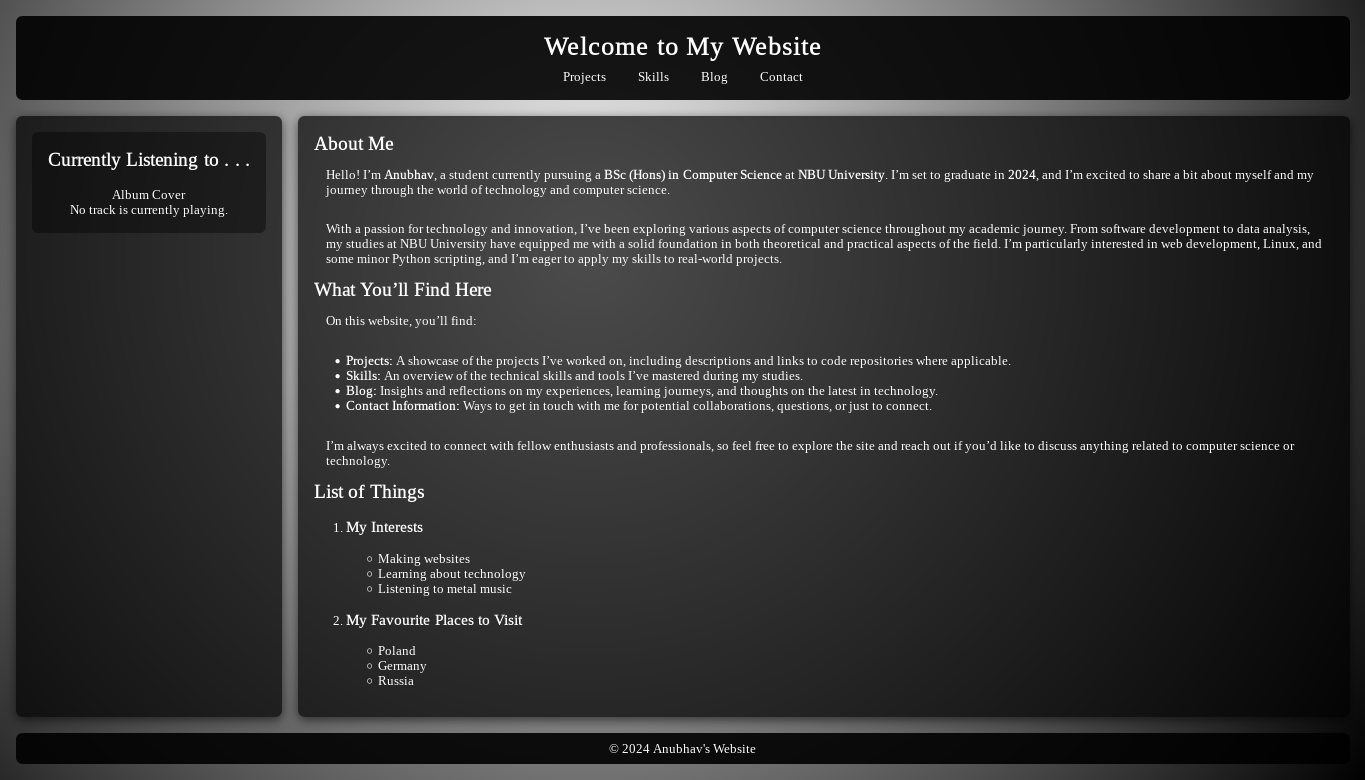 Welcome to My Website
Projects Skills Blog Contact
Currently Listening to . . .
Album Cover
No track is currently playing.
About Me
Hello! I’m Anubhav, a student currently pursuing a BSc (Hons) in Computer Science at NBU University. I’m set to graduate in 2024, and I’m excited to share a bit about myself and my
journey through the world of technology and computer science.
With a passion for technology and innovation, I’ve been exploring various aspects of computer science throughout my academic journey. From software development to data analysis,
my studies at NBU University have equipped me with a solid foundation in both theoretical and practical aspects of the field. I’m particularly interested in web development, Linux, and
some minor Python scripting, and I’m eager to apply my skills to real-world projects.
What You’ll Find Here
On this website, you’ll find:
• Projects: A showcase of the projects I’ve worked on, including descriptions and links to code repositories where applicable.
• Skills: An overview of the technical skills and tools I’ve mastered during my studies.
• Blog: Insights and reflections on my experiences, learning journeys, and thoughts on the latest in technology.
• Contact Information: Ways to get in touch with me for potential collaborations, questions, or just to connect.
I’m always excited to connect with fellow enthusiasts and professionals, so feel free to explore the site and reach out if you’d like to discuss anything related to computer science or
technology.
List of Things
1. My Interests
○ Making websites
○ Learning about technology
○ Listening to metal music
2. My Favourite Places to Visit
○ Poland
○ Germany
○ Russia
© 2024 Anubhav's Website